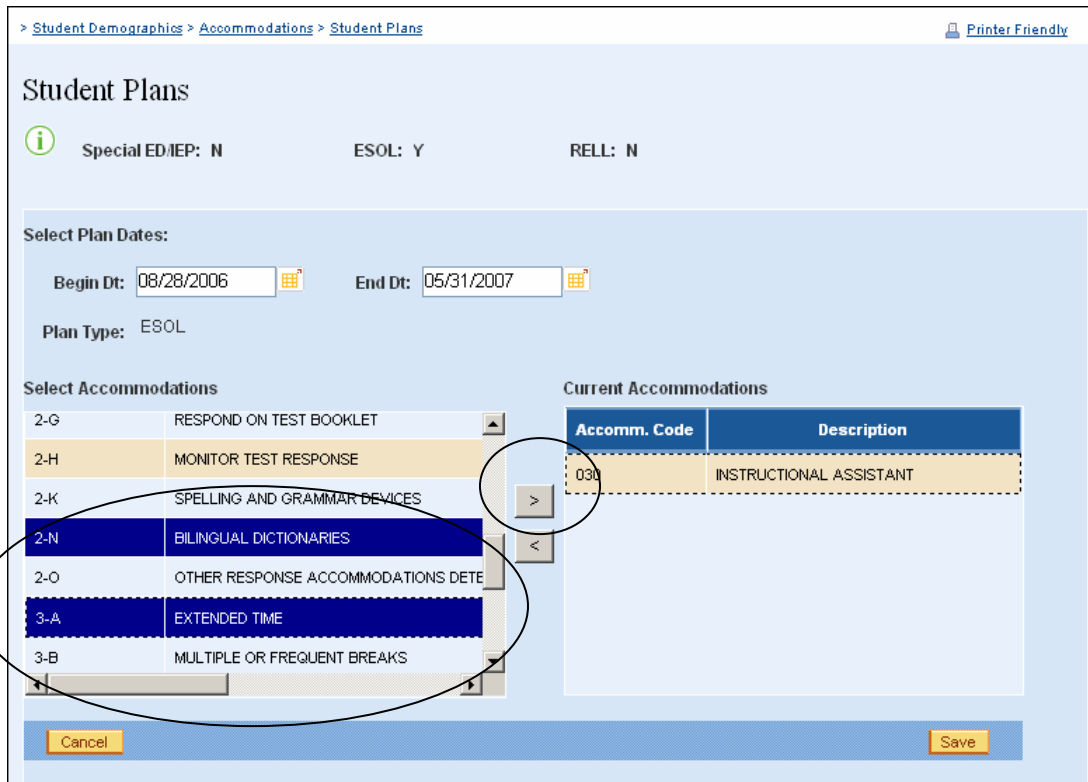 > Student Demographics > Accommodations > Student Plans Printer Friendly
Student Plans
i Special ED/IEP: N ESOL: Y RELL: N
Select Plan Dates:
Begin Dt: 08/28/2006 End Dt: 05/31/2007
Plan Type: ESOL
Select Accommodations
2-G RESPOND ON TEST BOOKLET
2-H MONITOR TEST RESPONSE
2-K SPELLING AND GRAMMAR DEVICES
2-N BILINGUAL DICTIONARIES
2-O OTHER RESPONSE ACCOMMODATIONS DETE
3-A EXTENDED TIME
3-B MULTIPLE OR FREQUENT BREAKS
>
<
Current Accommodations
Accomm. Code Description
030 INSTRUCTIONAL ASSISTANT
Cancel Save